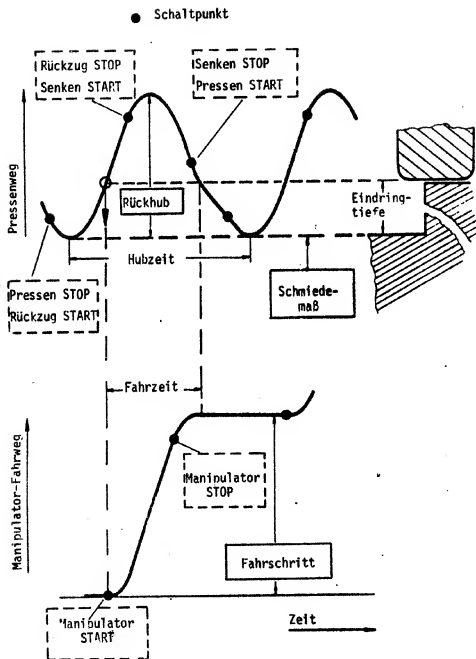 Schaltpunkt
Rückzug STOP
Senken START
Senken STOP
Pressen START
Pressenweg
Rückhub
Eindring-
tiefe
Hubzeit
Pressen STOP
Rückzug START
Schmiede-
maß
Fahrzeit
Manipulator-Fahrweg
Manipulator
STOP
Fahrschritt
Manipulator
START
Zeit